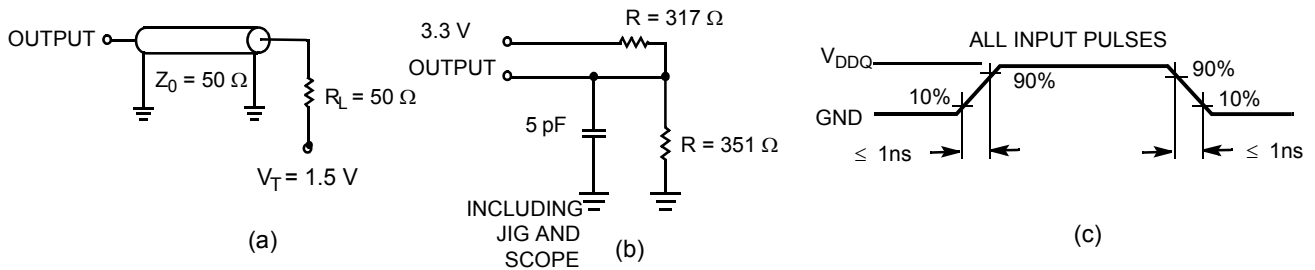 OUTPUT
Z0 = 50 Ω
RL = 50 Ω
VT = 1.5 V
(a)
R = 317 Ω
3.3 V
OUTPUT
5 pF
R = 351 Ω
INCLUDING
JIG AND
SCOPE
(b)
ALL INPUT PULSES
VDDQ
90%
90%
10%
10%
GND
≤ 1ns
≤ 1ns
(c)